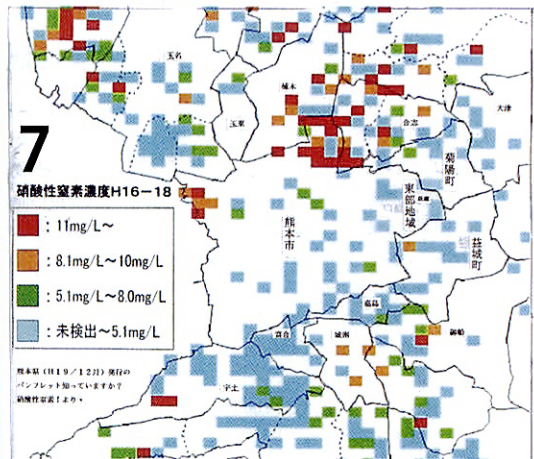 玉名
植木
玉東
合志
大津
菊陽町
7
硝酸性窒素濃度H16－18
東部地域
熊本市
益城町
：11mg/L～
：8.1mg/L～10mg/L
：5.1mg/L～8.0mg/L
：未検出～5.1mg/L
嘉島
富合
城南
御船
宇土
熊本県（H19／12月）発行の
パンフレット知っていますか？
硝酸性窒素！より・